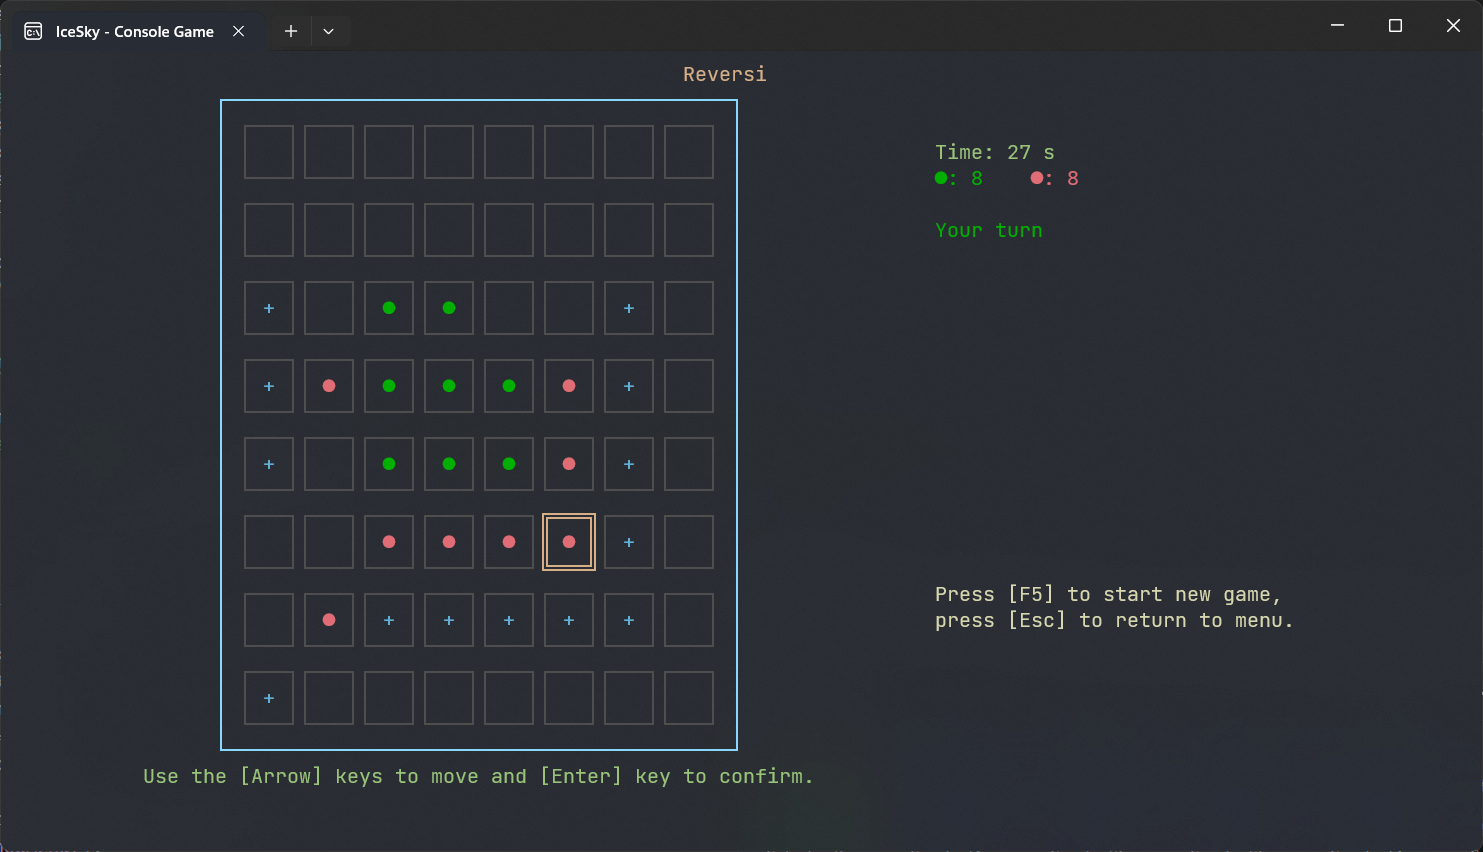 IceSky - Console Game
Reversi
Time: 27 s
●: 8 ●: 8
Your turn
+ +
+ +
+ +
+
+ + + + +
+
Press [F5] to start new game,
press [Esc] to return to menu.
Use the [Arrow] keys to move and [Enter] key to confirm.